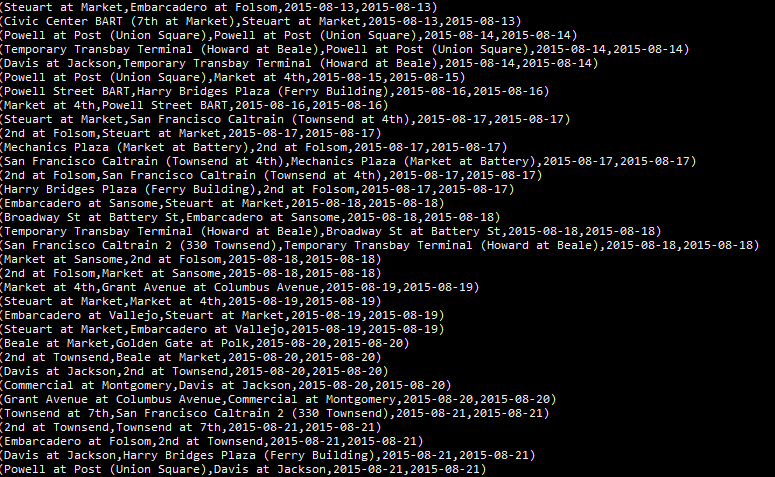 (Steuart at Market,Embarcadero at Folsom,2015-08-13,2015-08-13)
(Civic Center BART (7th at Market),Steuart at Market,2015-08-13,2015-08-13)
(Powell at Post (Union Square),Powell at Post (Union Square),2015-08-14,2015-08-14)
(Temporary Transbay Terminal (Howard at Beale),Powell at Post (Union Square),2015-08-14,2015-08-14)
(Davis at Jackson,Temporary Transbay Terminal (Howard at Beale),2015-08-14,2015-08-14)
(Powell at Post (Union Square),Market at 4th,2015-08-15,2015-08-15)
(Powell Street BART,Harry Bridges Plaza (Ferry Building),2015-08-16,2015-08-16)
(Market at 4th,Powell Street BART,2015-08-16,2015-08-16)
(Steuart at Market,San Francisco Caltrain (Townsend at 4th),2015-08-17,2015-08-17)
(2nd at Folsom,Steuart at Market,2015-08-17,2015-08-17)
(Mechanics Plaza (Market at Battery),2nd at Folsom,2015-08-17,2015-08-17)
(San Francisco Caltrain (Townsend at 4th),Mechanics Plaza (Market at Battery),2015-08-17,2015-08-17)
(2nd at Folsom,San Francisco Caltrain (Townsend at 4th),2015-08-17,2015-08-17)
(Harry Bridges Plaza (Ferry Building),2nd at Folsom,2015-08-17,2015-08-17)
(Embarcadero at Sansome,Steuart at Market,2015-08-18,2015-08-18)
(Broadway St at Battery St,Embarcadero at Sansome,2015-08-18,2015-08-18)
(Temporary Transbay Terminal (Howard at Beale),Broadway St at Battery St,2015-08-18,2015-08-18)
(San Francisco Caltrain 2 (330 Townsend),Temporary Transbay Terminal (Howard at Beale),2015-08-18,2015-08-18)
(Market at Sansome,2nd at Folsom,2015-08-18,2015-08-18)
(2nd at Folsom,Market at Sansome,2015-08-18,2015-08-18)
(Market at 4th,Grant Avenue at Columbus Avenue,2015-08-19,2015-08-19)
(Steuart at Market,Market at 4th,2015-08-19,2015-08-19)
(Embarcadero at Vallejo,Steuart at Market,2015-08-19,2015-08-19)
(Steuart at Market,Embarcadero at Vallejo,2015-08-19,2015-08-19)
(Beale at Market,Golden Gate at Polk,2015-08-20,2015-08-20)
(2nd at Townsend,Beale at Market,2015-08-20,2015-08-20)
(Davis at Jackson,2nd at Townsend,2015-08-20,2015-08-20)
(Commercial at Montgomery,Davis at Jackson,2015-08-20,2015-08-20)
(Grant Avenue at Columbus Avenue,Commercial at Montgomery,2015-08-20,2015-08-20)
(Townsend at 7th,San Francisco Caltrain 2 (330 Townsend),2015-08-21,2015-08-21)
(2nd at Townsend,Townsend at 7th,2015-08-21,2015-08-21)
(Embarcadero at Folsom,2nd at Townsend,2015-08-21,2015-08-21)
(Davis at Jackson,Harry Bridges Plaza (Ferry Building),2015-08-21,2015-08-21)
(Powell at Post (Union Square),Davis at Jackson,2015-08-21,2015-08-21)